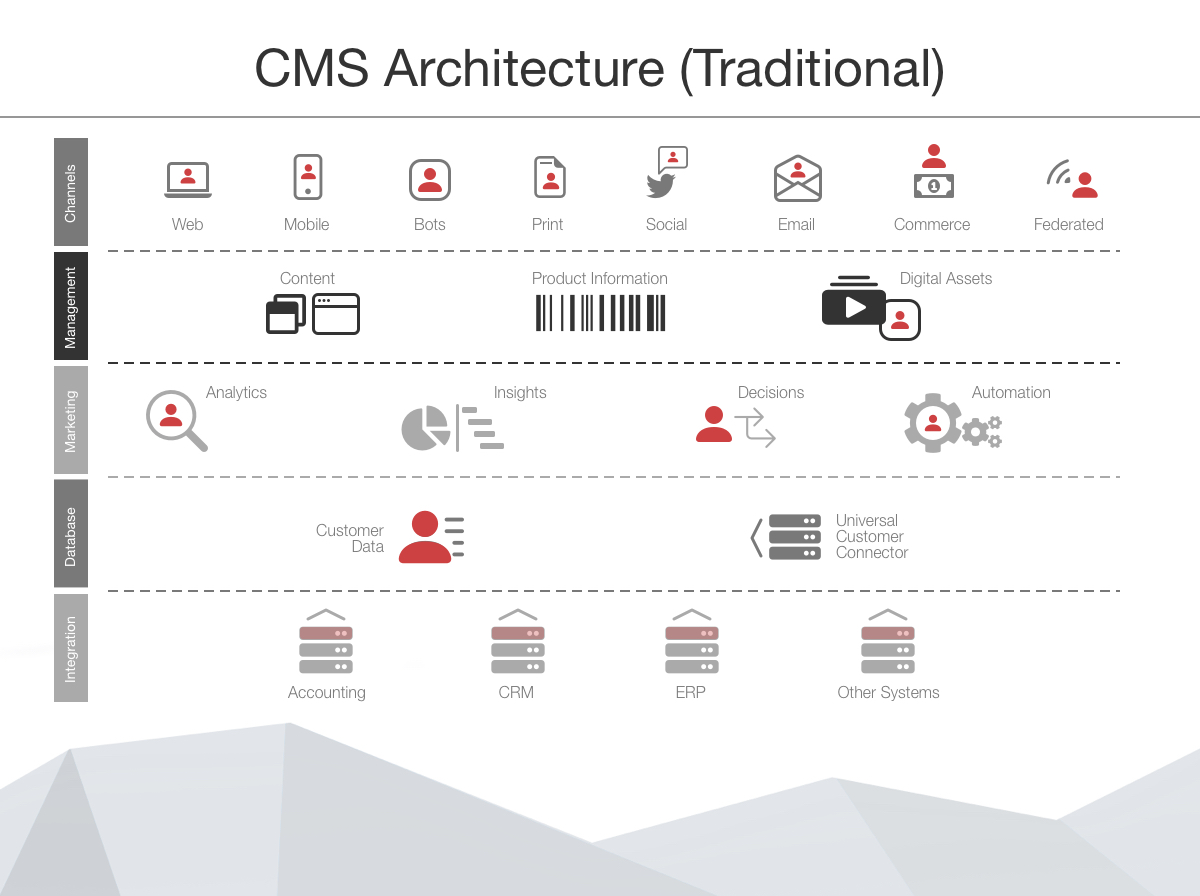 CMS Architecture (Traditional)
Channels
Web
Mobile
Bots
Print
Social
Email
1
Commerce
Federated
Management
Content
Product Information
Digital Assets
Marketing
Analytics
Insights
Decisions
Automation
Database
Customer
Data
Universal
Customer
Connector
Integration
Accounting
CRM
ERP
Other Systems